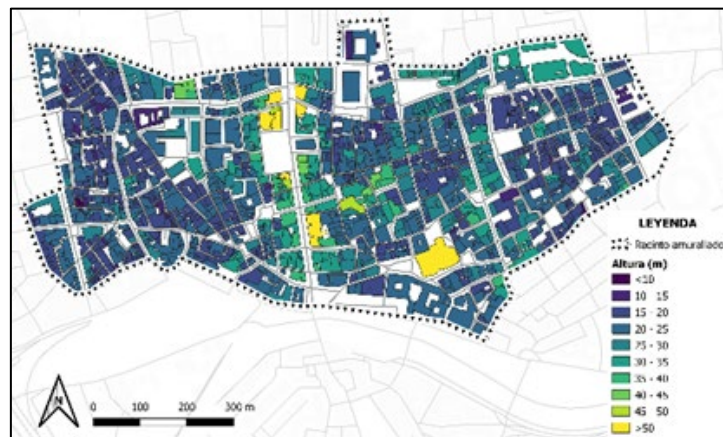 LEYENDA
Recinto amurallado
Altura (m)
<10
10 - 15
15 - 20
20 - 25
25 - 30
30 - 35
35 - 40
40 - 45
45 - 50
>50
0 100 200 300 m